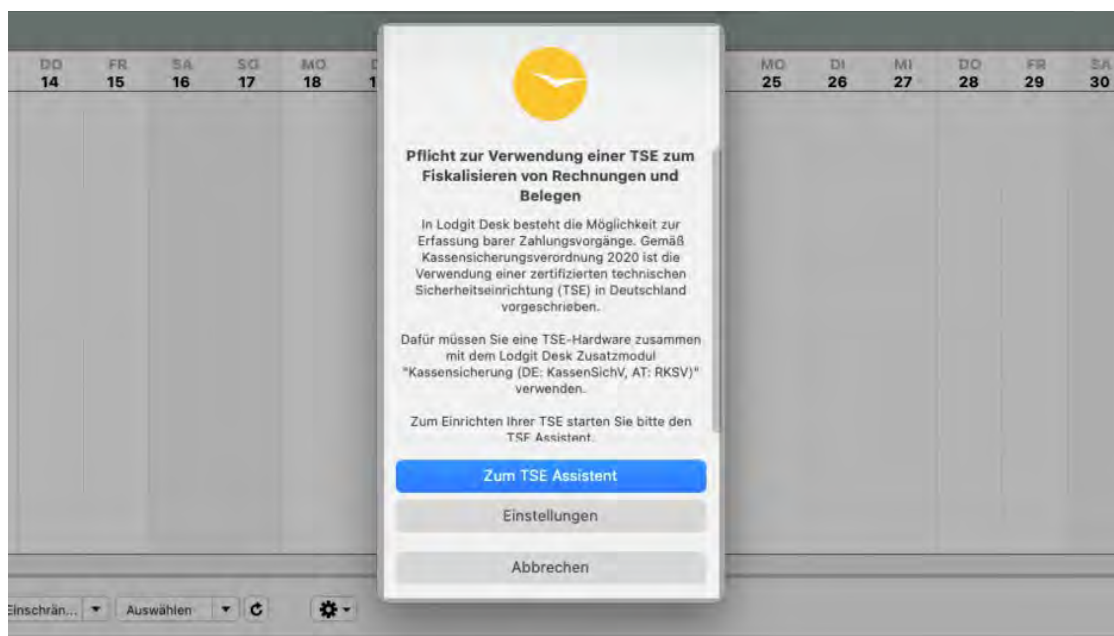 DO FR SA SO MO MO DI MI DO FR SA
14 15 16 17 18 1 25 26 27 28 29 30
Pflicht zur Verwendung einer TSE zum
Fiskalisieren von Rechnungen und
Belegen
In Lodgit Desk besteht die Möglichkeit zur
Erfassung barer Zahlungsvorgänge. Gemäß
Kassensicherungsverordnung 2020 ist die
Verwendung einer zertifizierten technischen
Sicherheitseinrichtung (TSE) in Deutschland
vorgeschrieben.
Dafür müssen Sie eine TSE-Hardware zusammen
mit dem Lodgit Desk Zusatzmodul
"Kassensicherung (DE: KassenSichV, AT: RKSV)"
verwenden.
Zum Einrichten Ihrer TSE starten Sie bitte den
TSE Assistent.
Zum TSE Assistent
Einstellungen
Abbrechen
Einschrän... Auswählen